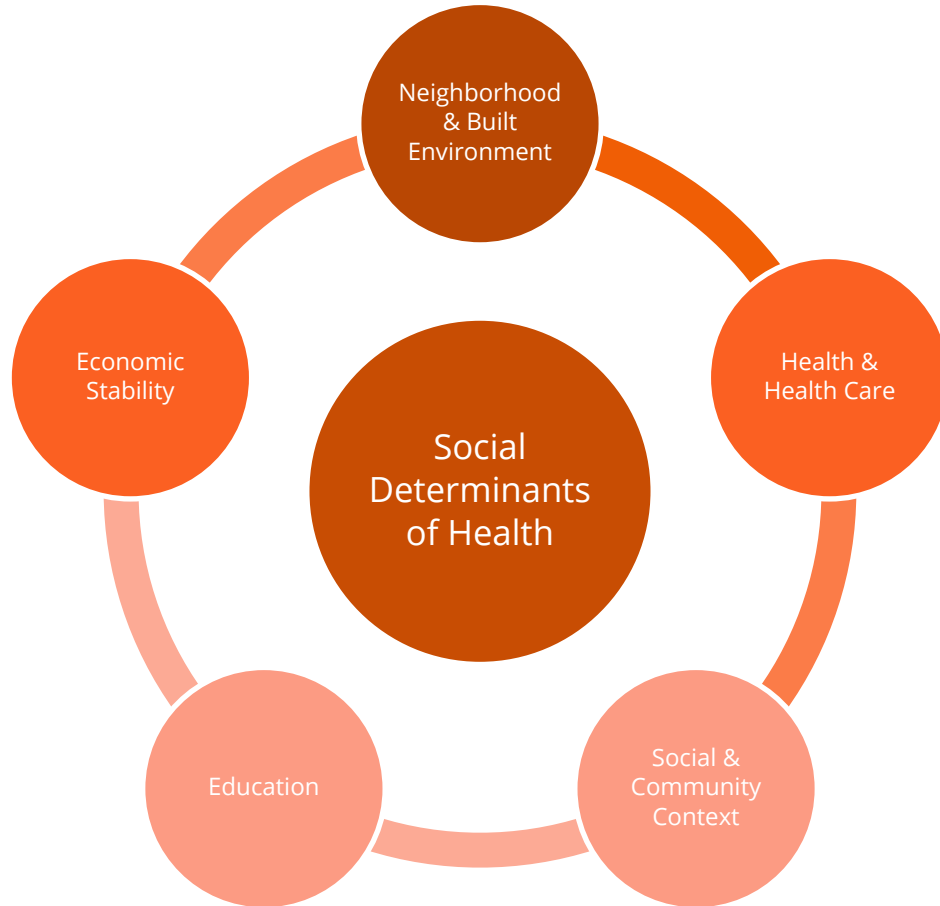 Neighborhood
& Built
Environment
Economic
Stability
Health &
Health Care
Social
Determinants
of Health
Education
Social &
Community
Context